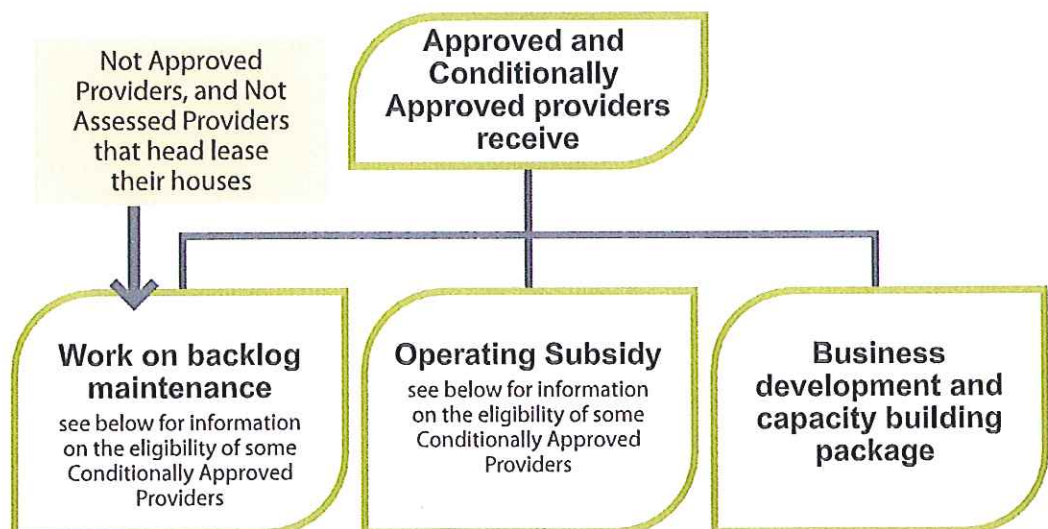 Not Approved
Providers, and Not
Assessed Providers
that head lease
their houses
Approved and
Conditionally
Approved providers
receive
Work on backlog
maintenance
see below for information
on the eligibility of some
Conditionally Approved
Providers
Operating Subsidy
see below for information
on the eligibility of some
Conditionally Approved
Providers
Business
development and
capacity building
package